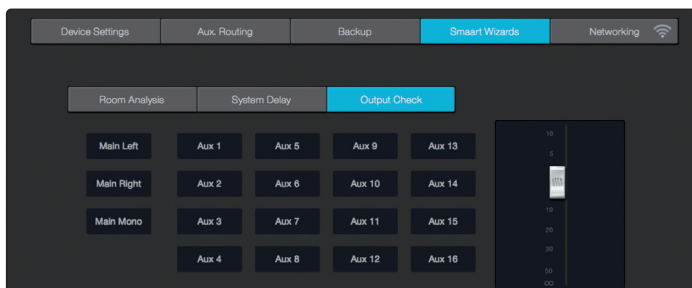 Device Settings Aux. Routing Backup Smaart Wizards Networking
Room Analysis System Delay Output Check
Main Left Aux 1 Aux 5 Aux 9 Aux 13
Main Right Aux 2 Aux 6 Aux 10 Aux 14
Main Mono Aux 3 Aux 7 Aux 11 Aux 15
Aux 4 Aux 8 Aux 12 Aux 16
10
5
10
20
30
50
∞